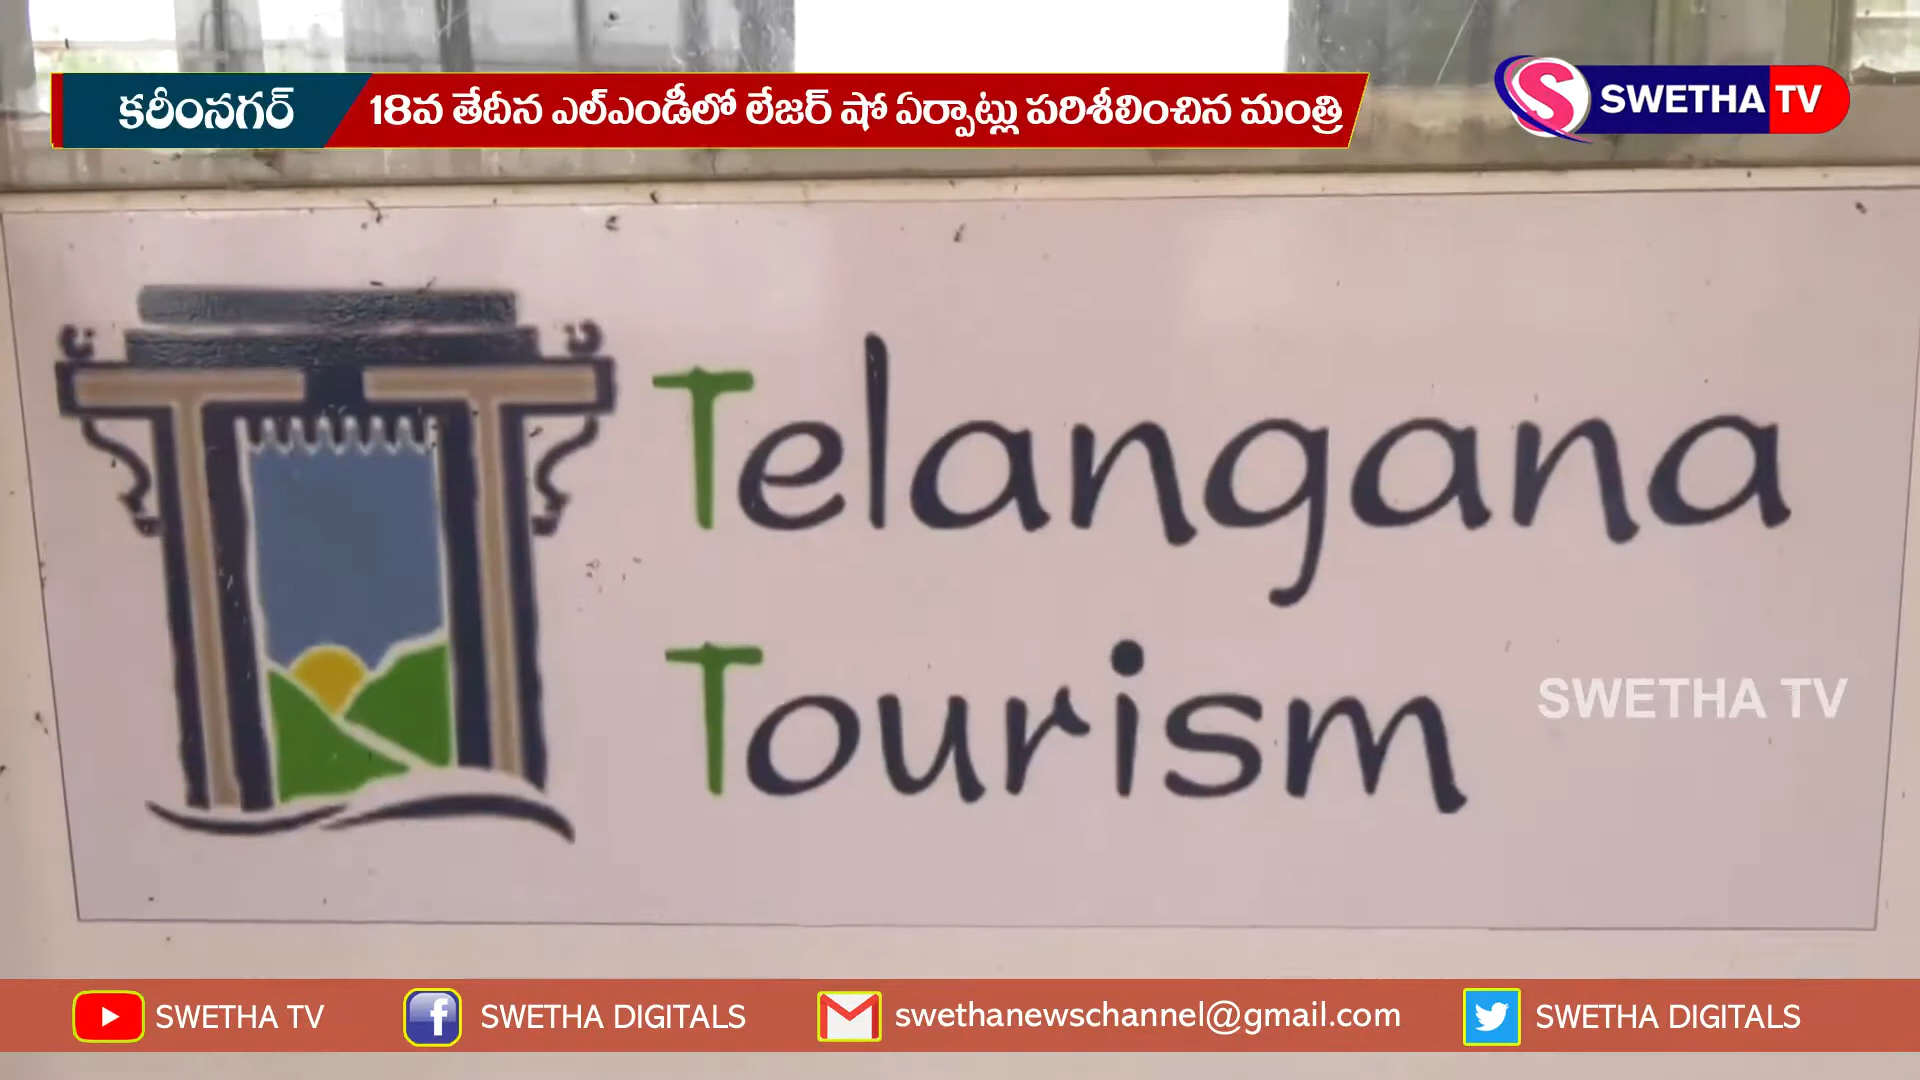 కరీంనగర్ 18వ తేదీన ఎల్ఎండీలో లేజర్ షో ఏర్పాట్లు పరిశీలించిన మంత్రి
SWETHA TV
Telangana
Tourism
SWETHA TV
SWETHA TV SWETHA DIGITALS swethanewschannel@gmail.com SWETHA DIGITALS